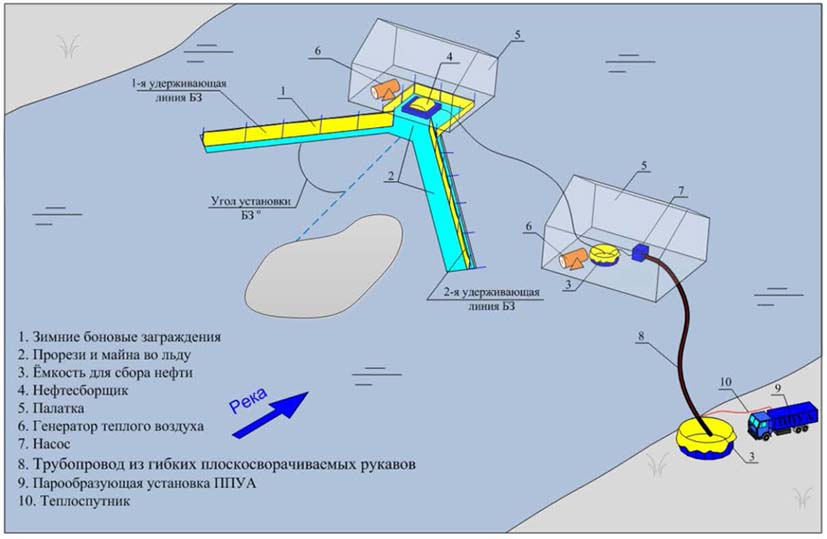 5
6
4
1-я удерживающая
линия БЗ
1
2
Угол установки
БЗ °
5
7
6
3
2-я удерживающая
линия БЗ
8
10
9
ППУА
3
Река
1. Зимние боновые заграждения
2. Прорези и майна во льду
3. Ёмкость для сбора нефти
4. Нефтесборщик
5. Палатка
6. Генератор теплого воздуха
7. Насос
8. Трубопровод из гибких плоскосворачиваемых рукавов
9. Парообразующая установка ППУА
10. Теплоспутник